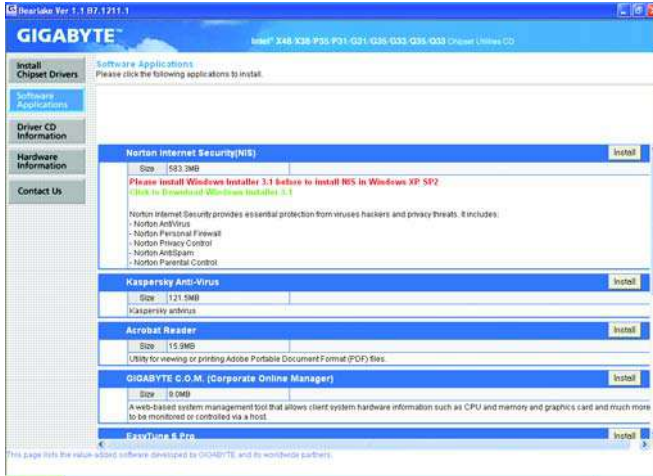 Bearlake Ver 1.1 B7.1211.1
GIGABYTE™
Intel® X48/X38/P35/P31/G31/G35/G33/Q35/Q33 Chipset Utilities CD
Install
Chipset Drivers
Software
Applications
Driver CD
Information
Hardware
Information
Contact Us
Software Applications
Please click the following applications to install.
Norton Internet Security(NIS) Install
Size 583.3MB
Please install Windows Installer 3.1 before to install NIS in Windows XP SP2
Click to Download Windows Installer 3.1
Norton Internet Security provides essential protection from viruses hackers and privacy threats. It includes:
- Norton AntiVirus
- Norton Personal Firewall
- Norton Privacy Control
- Norton AntiSpam
- Norton Parental Control
Kaspersky Anti-Virus Install
Size 121.5MB
Kaspersky antivirus
Acrobat Reader Install
Size 15.9MB
Utility for viewing or printing Adobe Portable Document Format (PDF) files.
GIGABYTE C.O.M. (Corporate Online Manager) Install
Size 9.0MB
A web-based system management tool that allows client system hardware information such as CPU and memory and graphics card and much more
to be monitored or controlled via a host.
EasyTune 6 Pro Install
This page lists the value-added software developed by GIGABYTE and its worldwide partners.